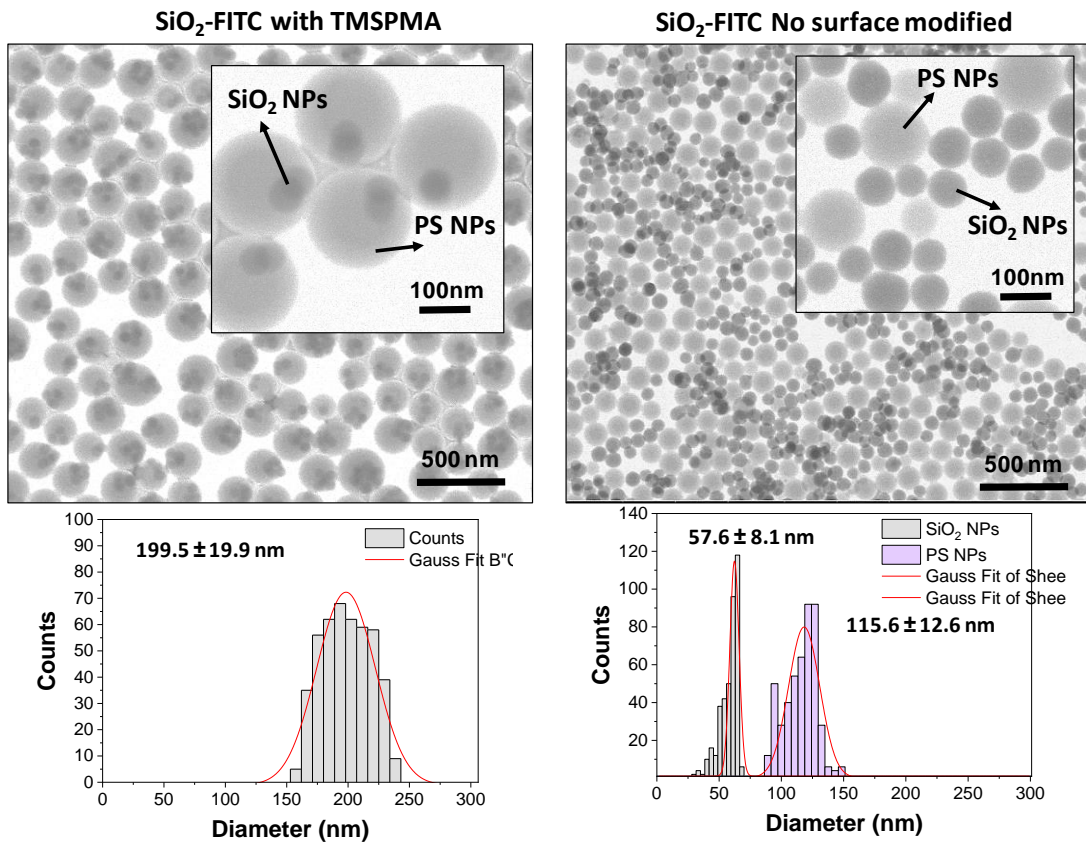 SiO₂-FITC with TMSPMA
SiO₂ NPs
PS NPs
100nm
500 nm
SiO₂-FITC No surface modified
PS NPs
SiO₂ NPs
100nm
500 nm
100
90
80
70
60
50
40
30
20
10
0
Counts
199.5 ± 19.9 nm
Counts
Gauss Fit B"C
0 50 100 150 200 250 300
Diameter (nm)
140
120
100
80
60
40
20
Counts
57.6 ± 8.1 nm
SiO₂ NPs
PS NPs
Gauss Fit of Shee
Gauss Fit of Shee
115.6 ± 12.6 nm
0 50 100 150 200 250 300
Diameter (nm)